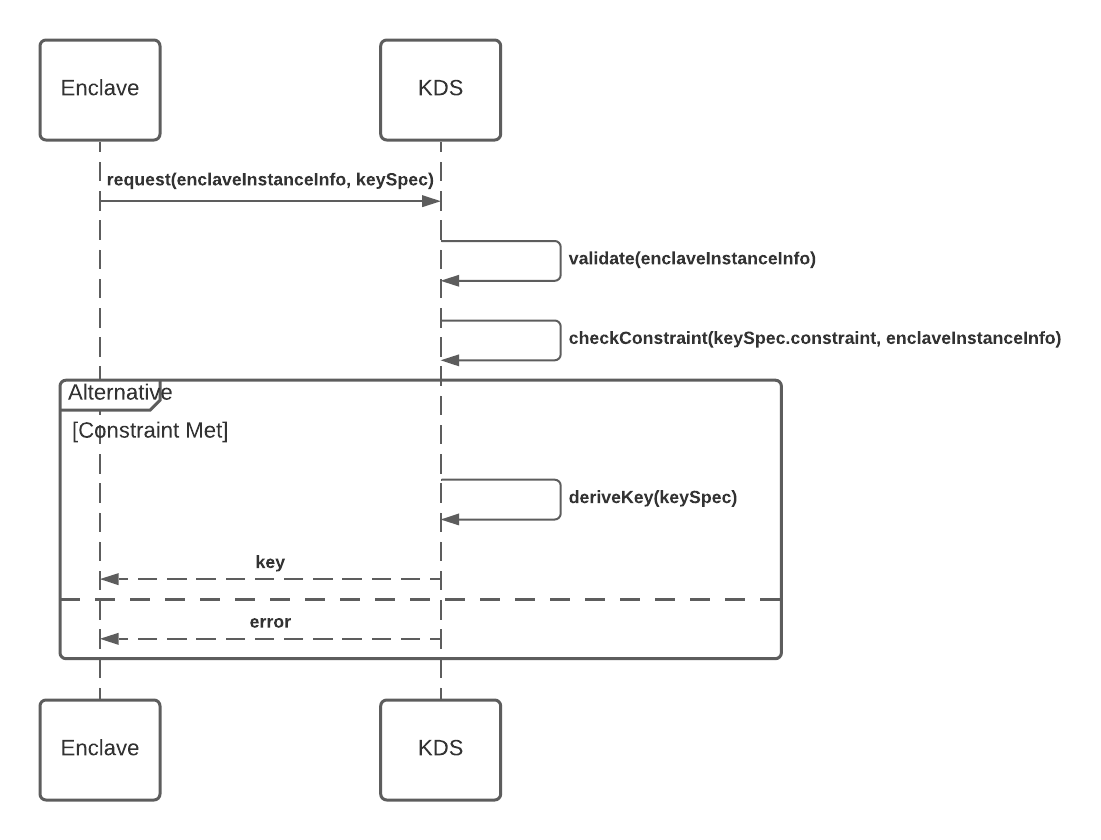 Enclave
KDS
request(enclaveInstanceInfo, keySpec)
validate(enclaveInstanceInfo)
checkConstraint(keySpec.constraint, enclaveInstanceInfo)
Alternative
[Constraint Met]
deriveKey(keySpec)
key
error
Enclave
KDS